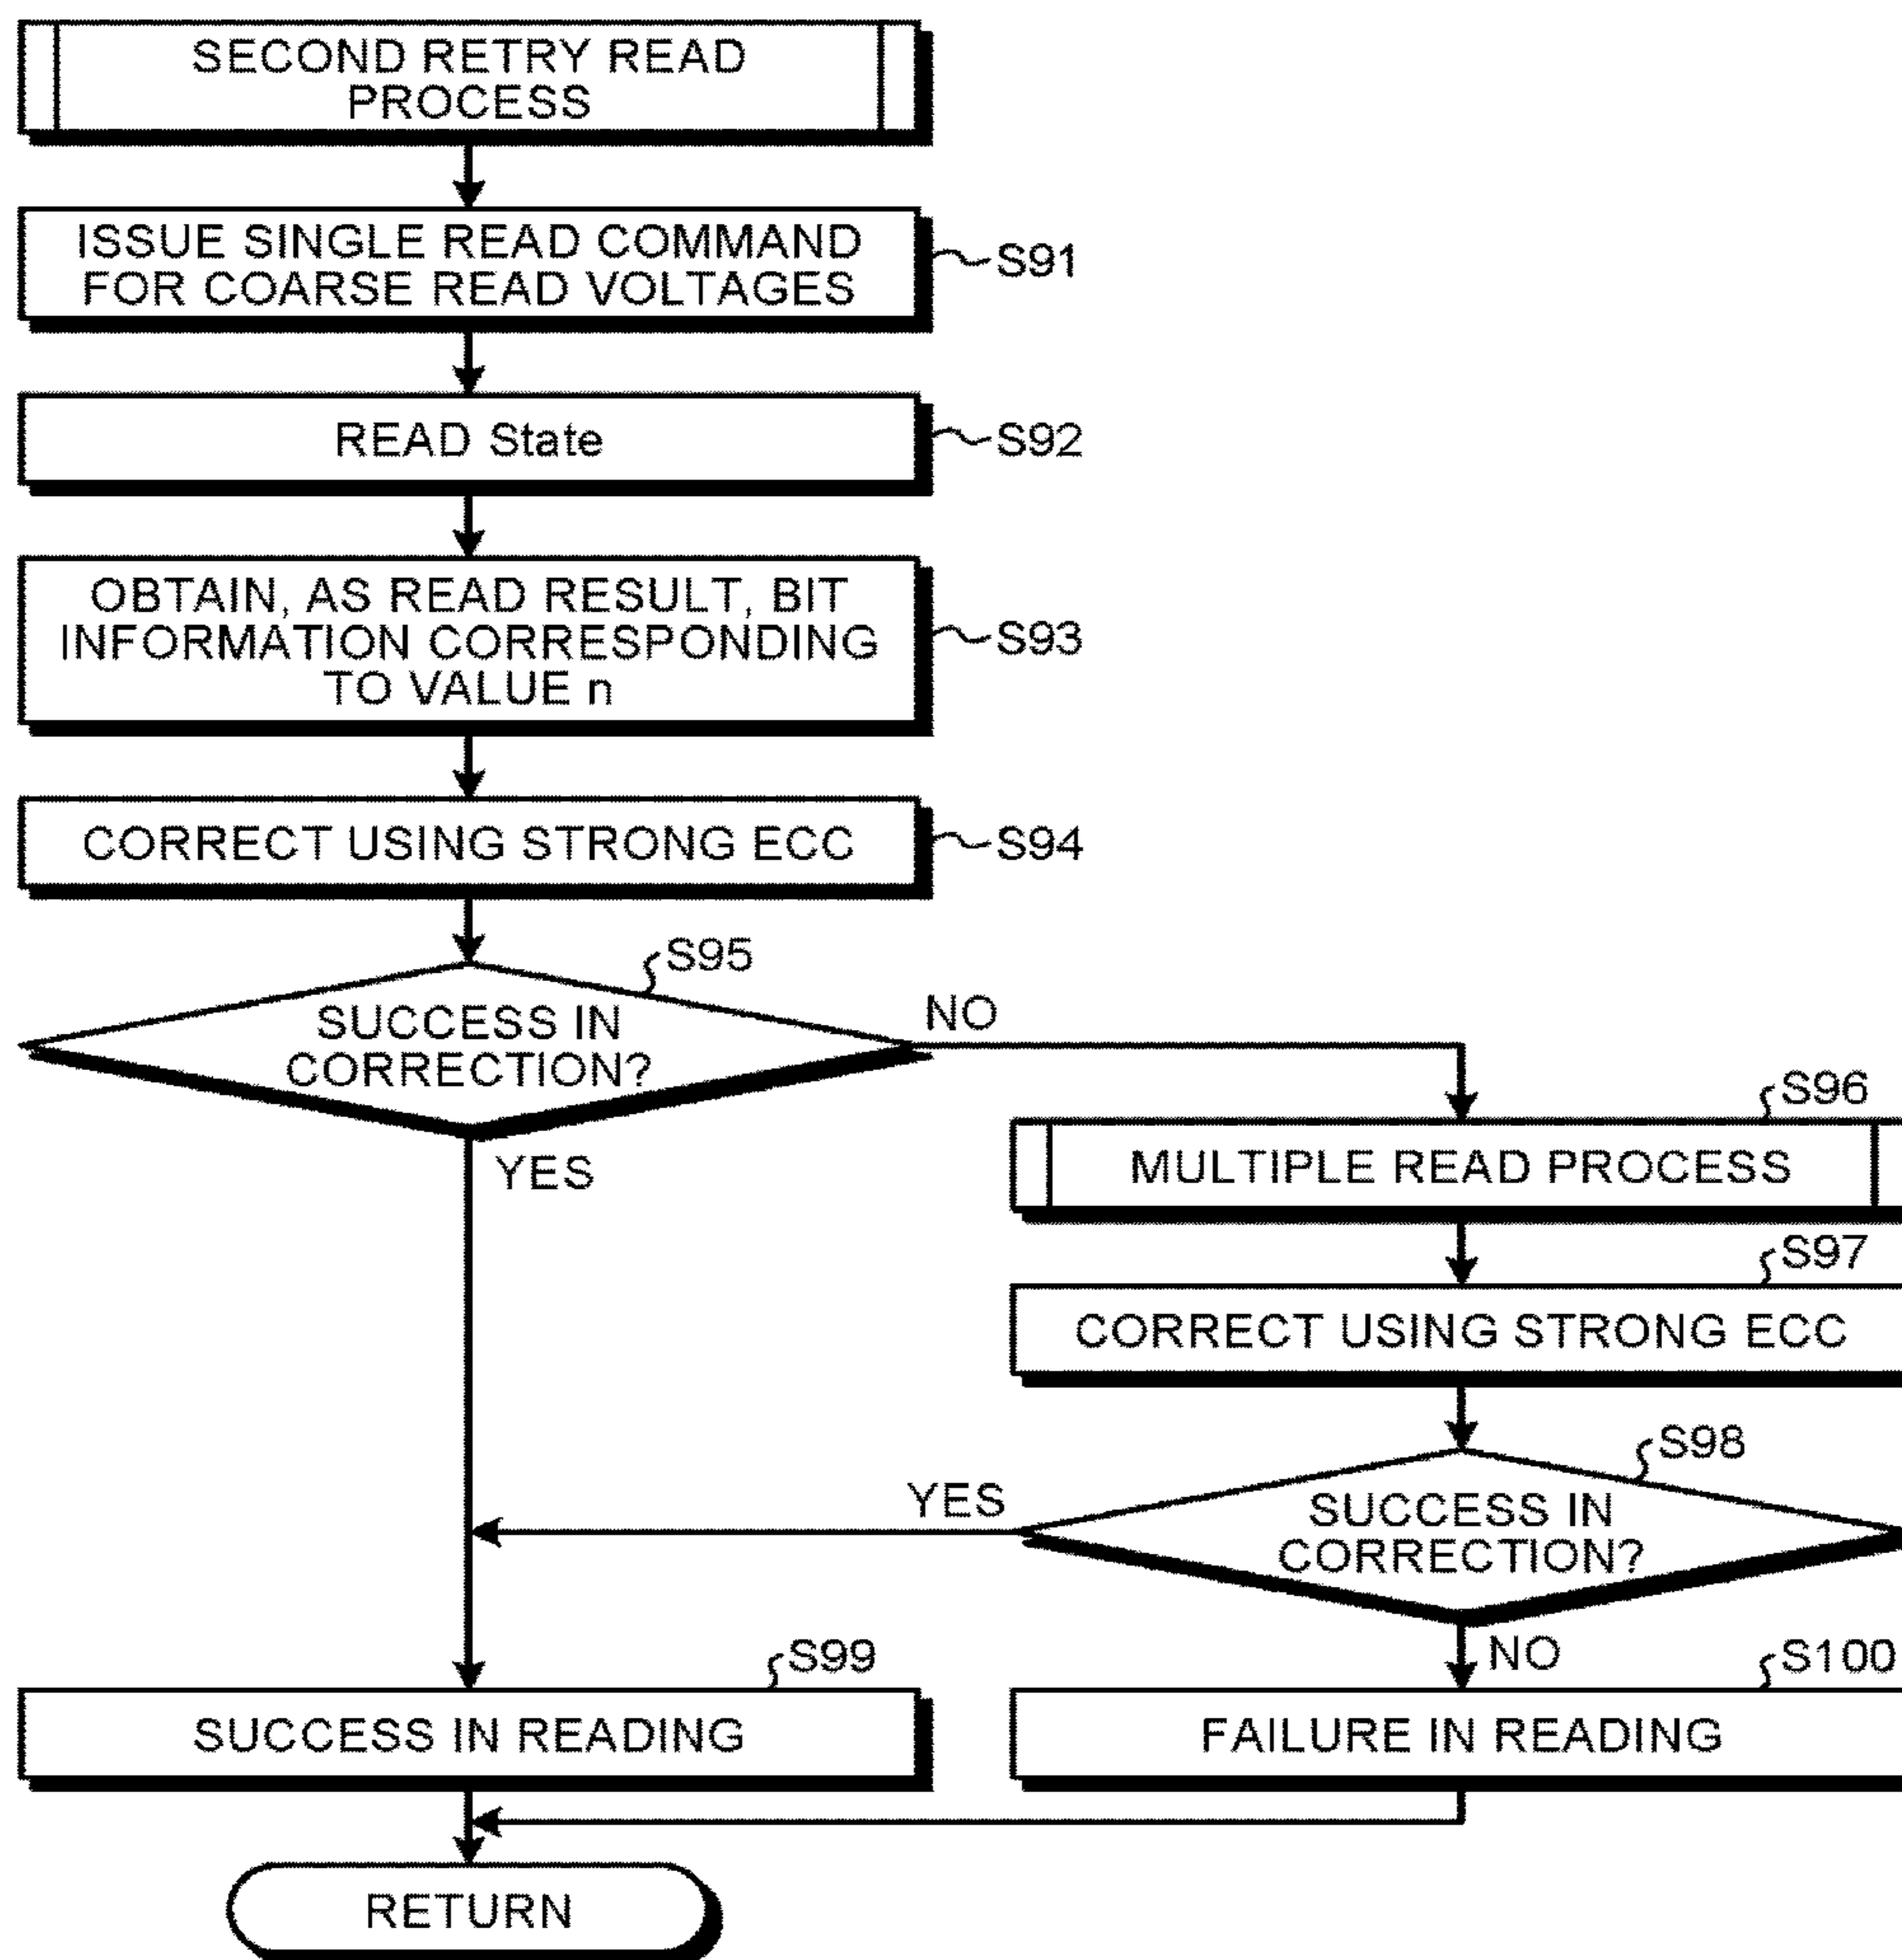 SECOND RETRY READ
PROCESS
ISSUE SINGLE READ COMMAND
FOR COARSE READ VOLTAGES
S91
READ State
S92
OBTAIN, AS READ RESULT, BIT
INFORMATION CORRESPONDING
TO VALUE n
S93
CORRECT USING STRONG ECC
S94
S95
SUCCESS IN
CORRECTION?
NO
YES
S96
MULTIPLE READ PROCESS
S97
CORRECT USING STRONG ECC
S98
SUCCESS IN
CORRECTION?
YES
NO
S99
SUCCESS IN READING
S100
FAILURE IN READING
RETURN